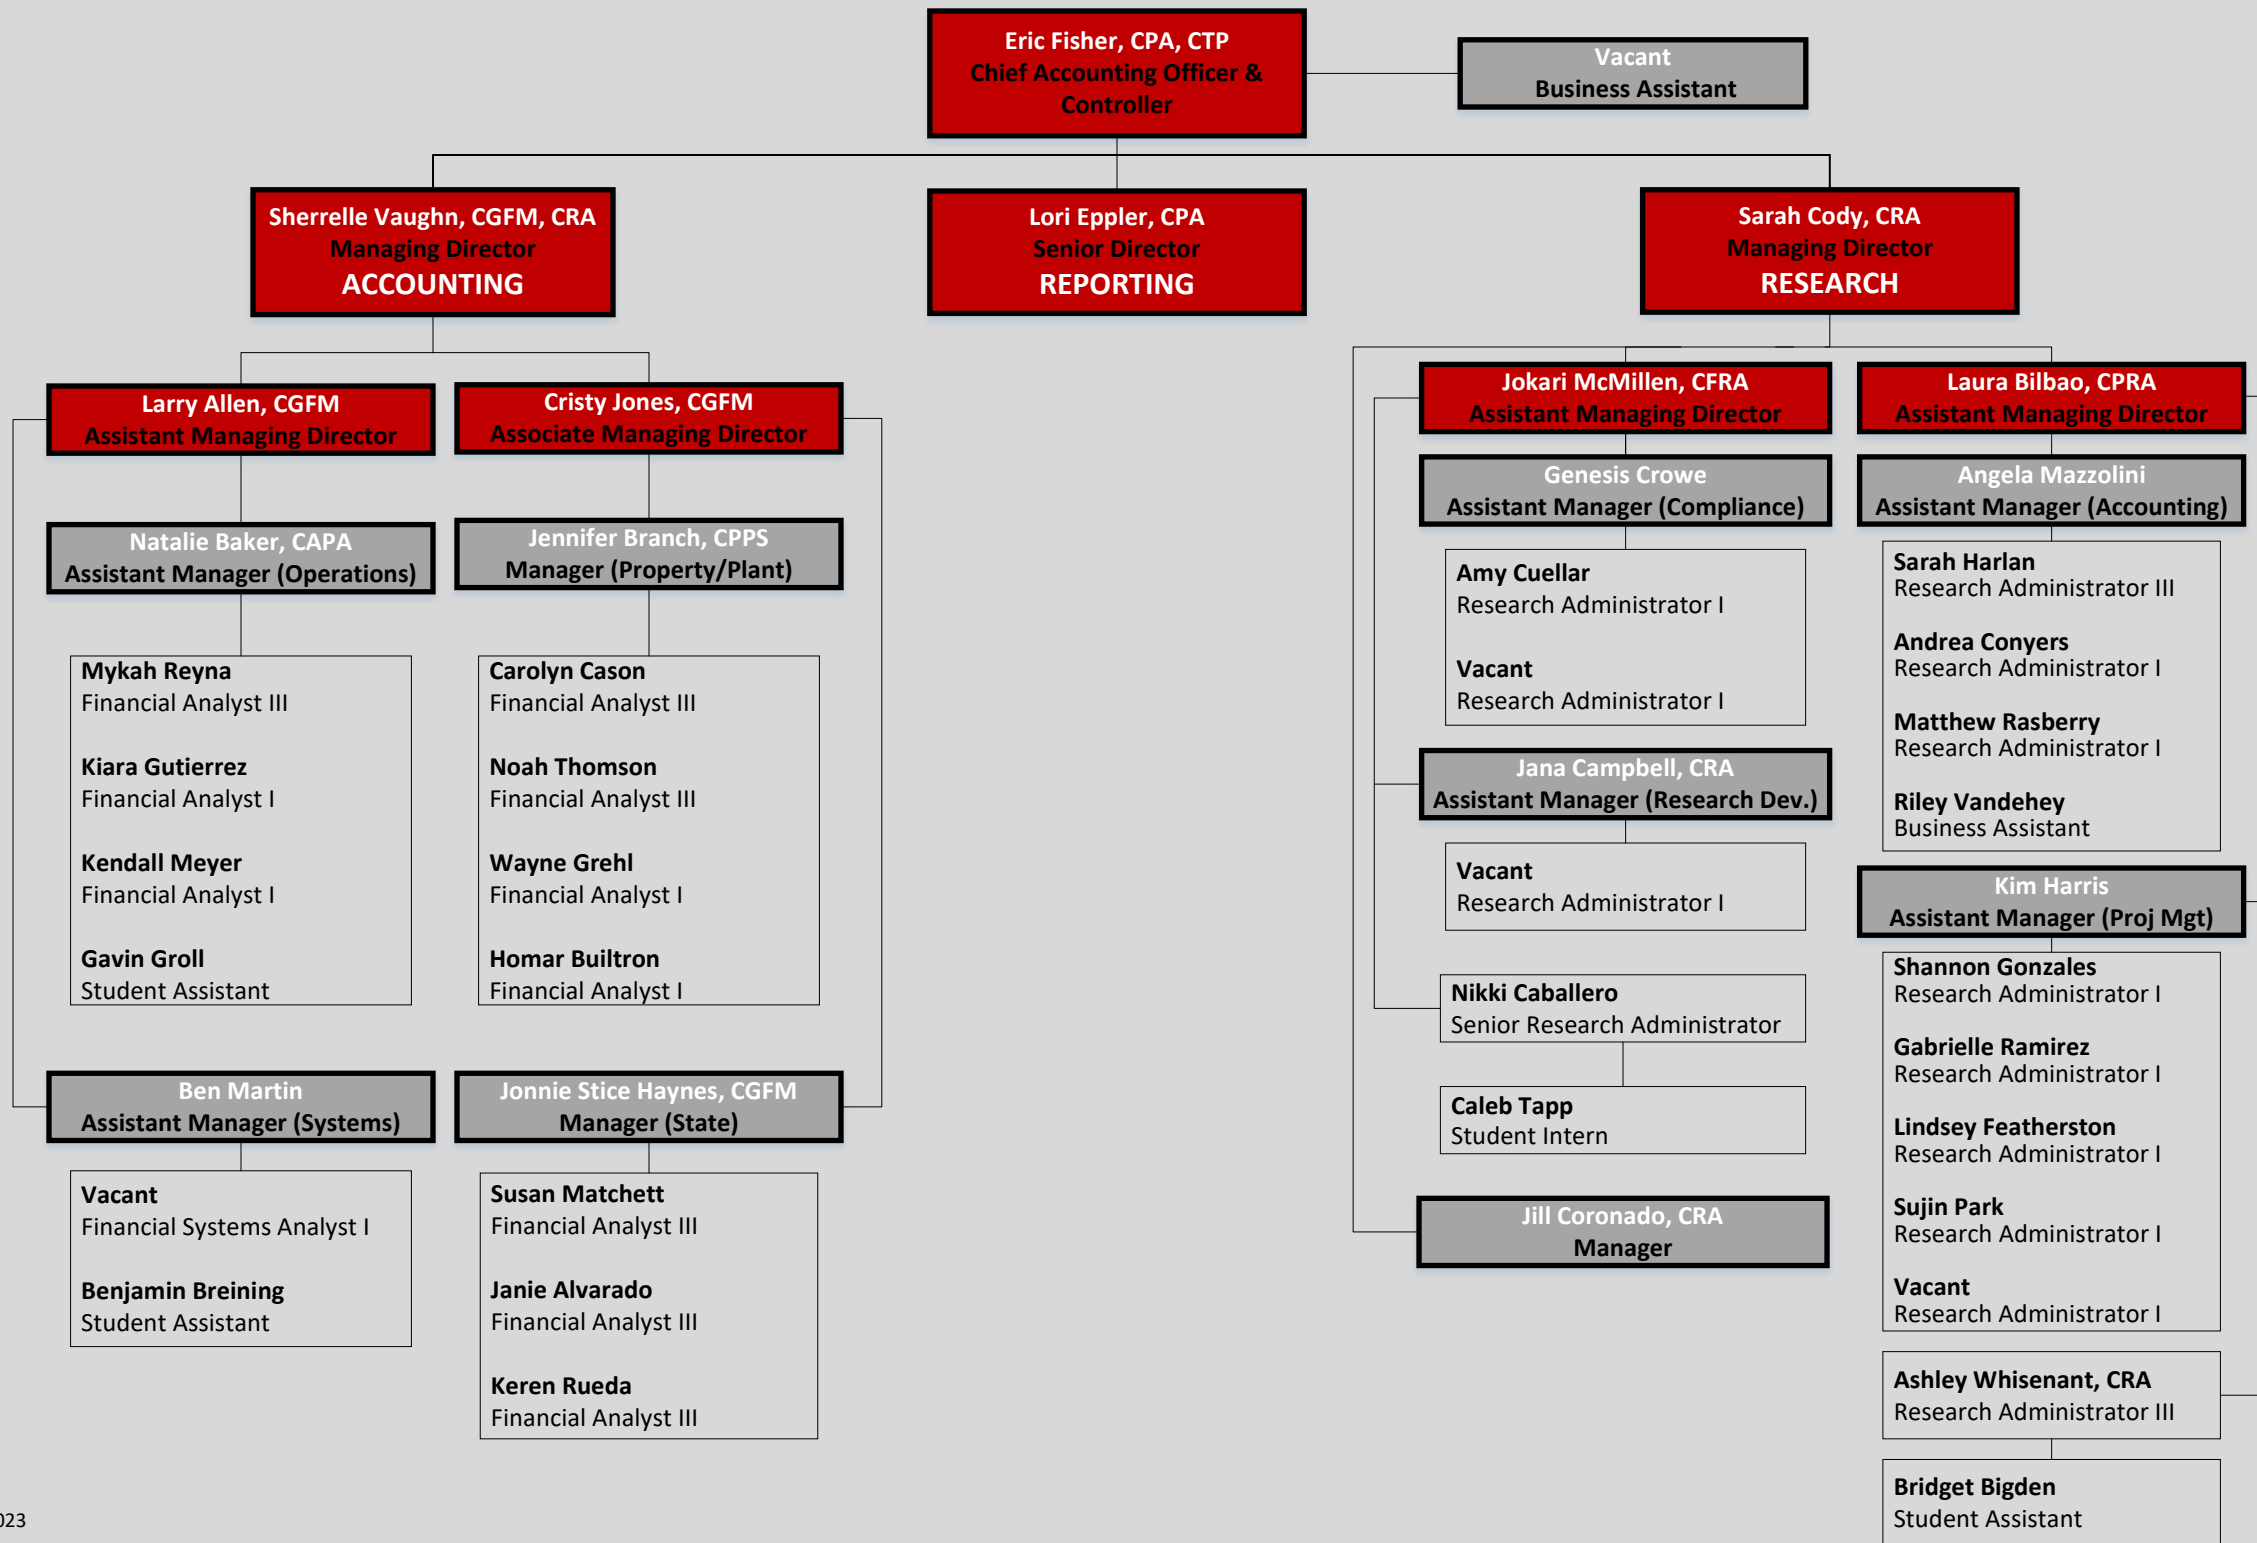 Eric Fisher, CPA, CTP
Chief Accounting Officer &
Controller
Vacant
Business Assistant
Sherrelle Vaughn, CGFM, CRA
Managing Director
ACCOUNTING
Lori Eppler, CPA
Senior Director
REPORTING
Sarah Cody, CRA
Managing Director
RESEARCH
Larry Allen, CGFM
Assistant Managing Director
Natalie Baker, CAPA
Assistant Manager (Operations)
Mykah Reyna
Financial Analyst III
Kiara Gutierrez
Financial Analyst I
Kendall Meyer
Financial Analyst I
Gavin Groll
Student Assistant
Ben Martin
Assistant Manager (Systems)
Vacant
Financial Systems Analyst I
Benjamin Breining
Student Assistant
Cristy Jones, CGFM
Associate Managing Director
Jennifer Branch, CPPS
Manager (Property/Plant)
Carolyn Cason
Financial Analyst III
Noah Thomson
Financial Analyst III
Wayne Grehl
Financial Analyst I
Homar Builtron
Financial Analyst I
Jonnie Stice Haynes, CGFM
Manager (State)
Susan Matchett
Financial Analyst III
Janie Alvarado
Financial Analyst III
Keren Rueda
Financial Analyst III
Jokari McMillen, CFRA
Assistant Managing Director
Genesis Crowe
Assistant Manager (Compliance)
Amy Cuellar
Research Administrator I
Vacant
Research Administrator I
Jana Campbell, CRA
Assistant Manager (Research Dev.)
Vacant
Research Administrator I
Nikki Caballero
Senior Research Administrator
Caleb Tapp
Student Intern
Jill Coronado, CRA
Manager
Laura Bilbao, CPRA
Assistant Managing Director
Angela Mazzolini
Assistant Manager (Accounting)
Sarah Harlan
Research Administrator III
Andrea Conyers
Research Administrator I
Matthew Rasberry
Research Administrator I
Riley Vandehey
Business Assistant
Kim Harris
Assistant Manager (Proj Mgt)
Shannon Gonzales
Research Administrator I
Gabrielle Ramirez
Research Administrator I
Lindsey Featherston
Research Administrator I
Sujin Park
Research Administrator I
Vacant
Research Administrator I
Ashley Whisenant, CRA
Research Administrator III
Bridget Bigden
Student Assistant